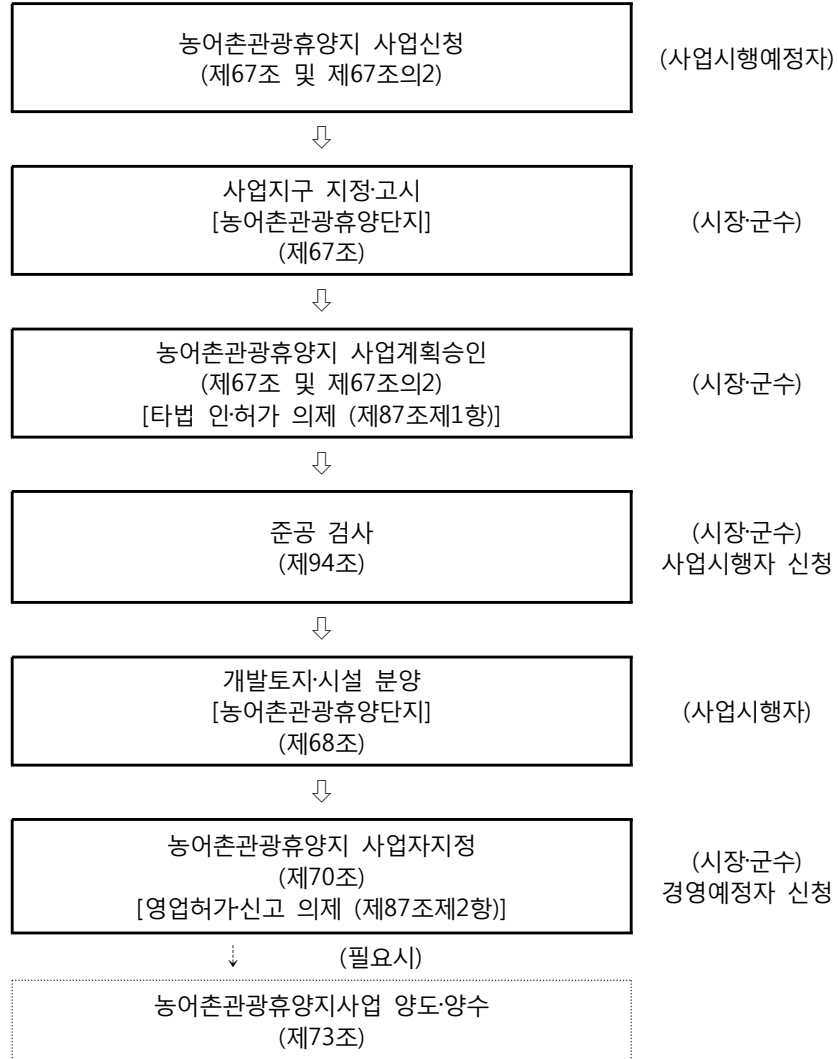 농어촌관광휴양지 사업신청
(제67조 및 제67조의2)
(사업시행예정자)
사업지구 지정·고시
[농어촌관광휴양단지]
(제67조)
(시장·군수)
농어촌관광휴양지 사업계획승인
(제67조 및 제67조의2)
[타법 인·허가 의제 (제87조제1항)]
(시장·군수)
준공 검사
(제94조)
(시장·군수)
사업시행자 신청
개발토지·시설 분양
[농어촌관광휴양단지]
(제68조)
(사업시행자)
농어촌관광휴양지 사업자지정
(제70조)
[영업허가·신고 의제 (제87조제2항)]
(시장·군수)
경영예정자 신청
(필요시)
농어촌관광휴양지사업 양도·양수
(제73조)